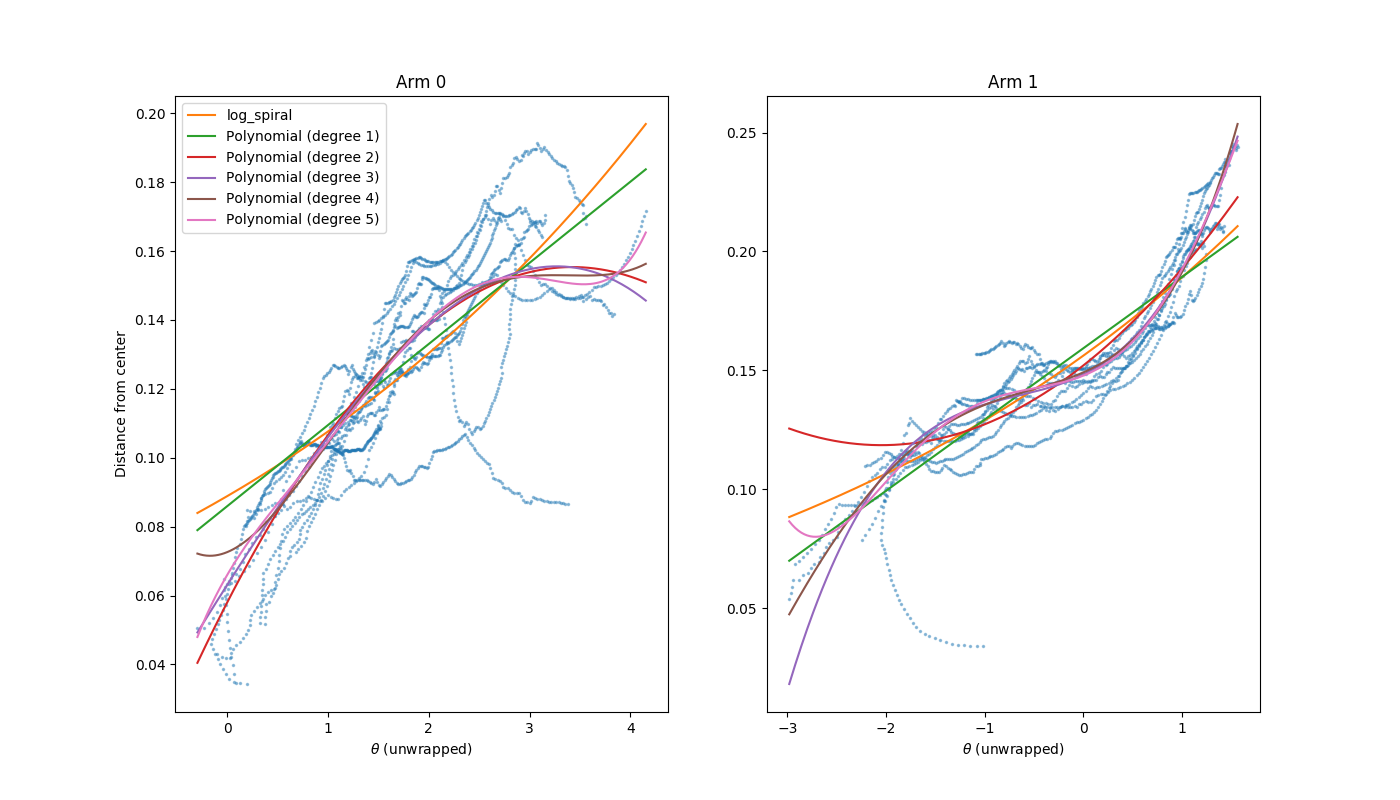 Arm 0
Arm 1
log_spiral
Polynomial (degree 1)
Polynomial (degree 2)
Polynomial (degree 3)
Polynomial (degree 4)
Polynomial (degree 5)
Distance from center
0.20
0.18
0.16
0.14
0.12
0.10
0.08
0.06
0.04
0 1 2 3 4
θ (unwrapped)
0.25
0.20
0.15
0.10
0.05
−3 −2 −1 0 1
θ (unwrapped)